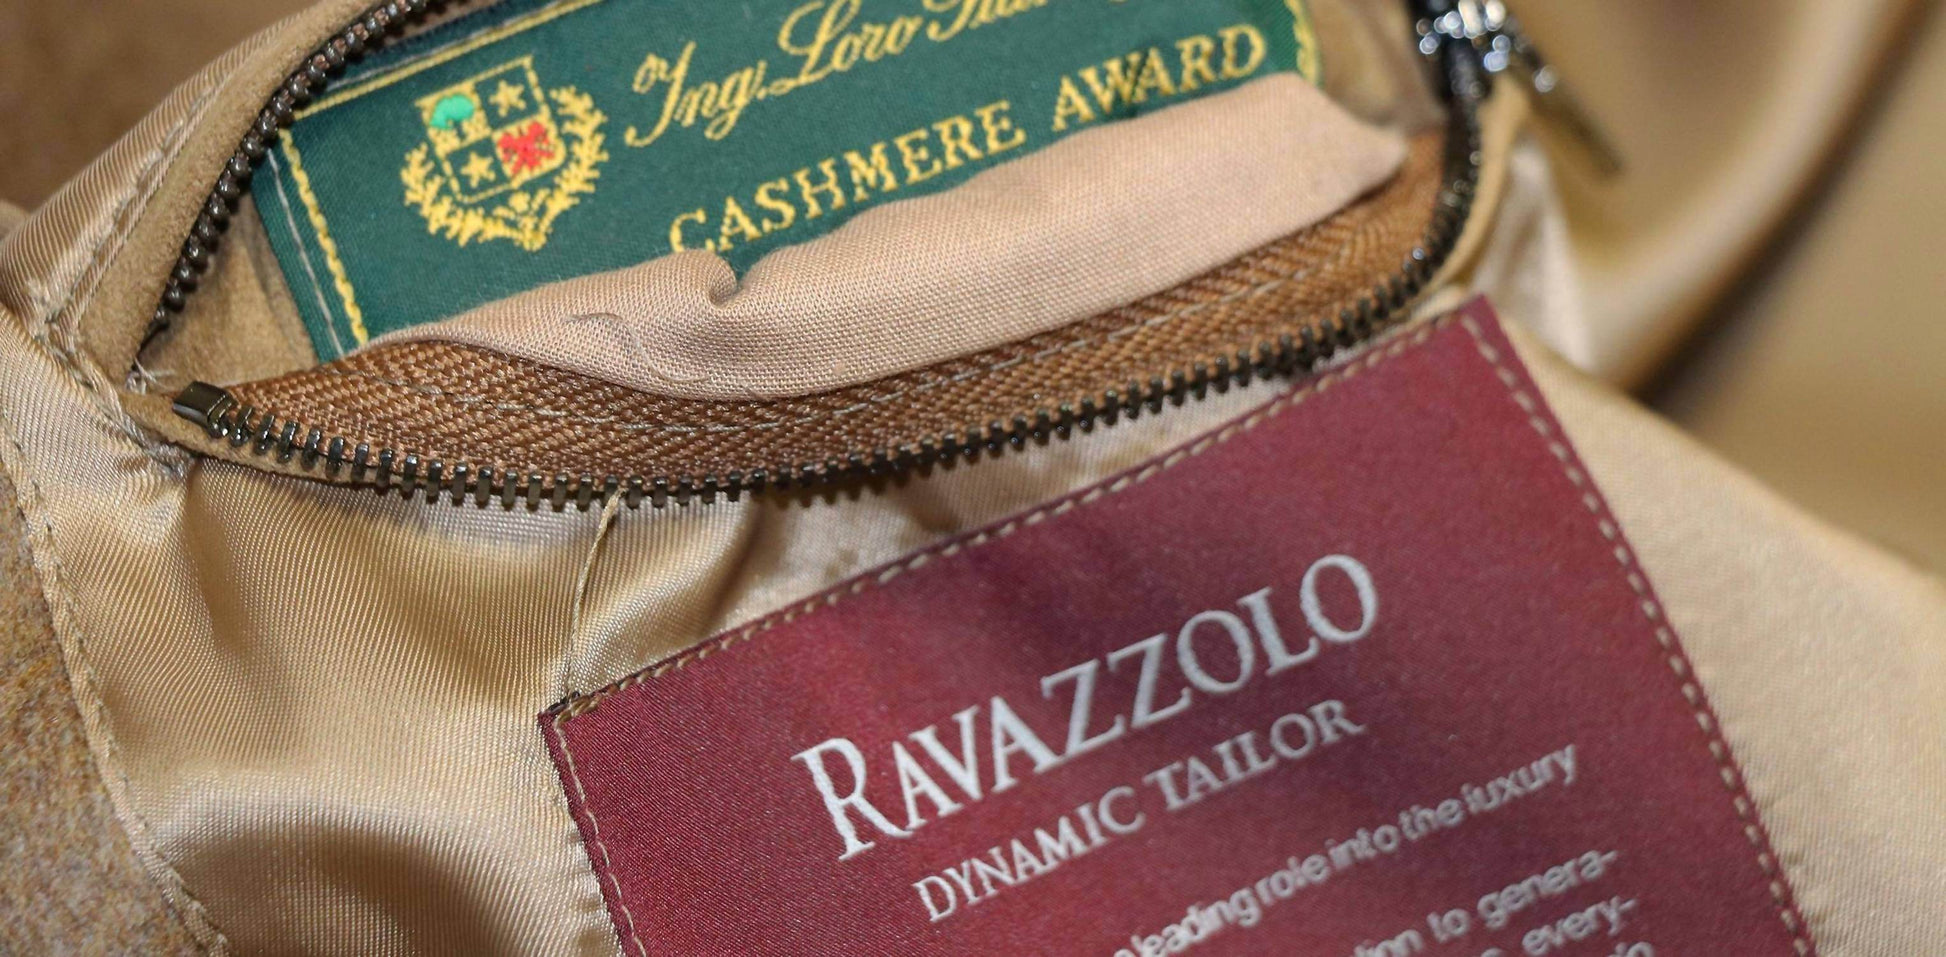 Ing. Loro
CASHMERE AWARD
RAVAZZOLO
DYNAMIC TAILOR
leading role into the luxury
to genera-
every-